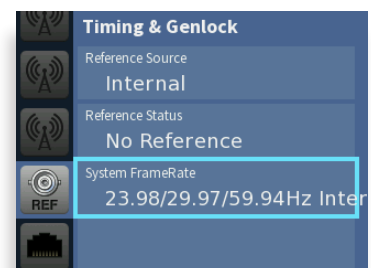 Timing & Genlock
Reference Source
Internal
Reference Status
No Reference
System FrameRate
REF
23.98/29.97/59.94Hz Inter